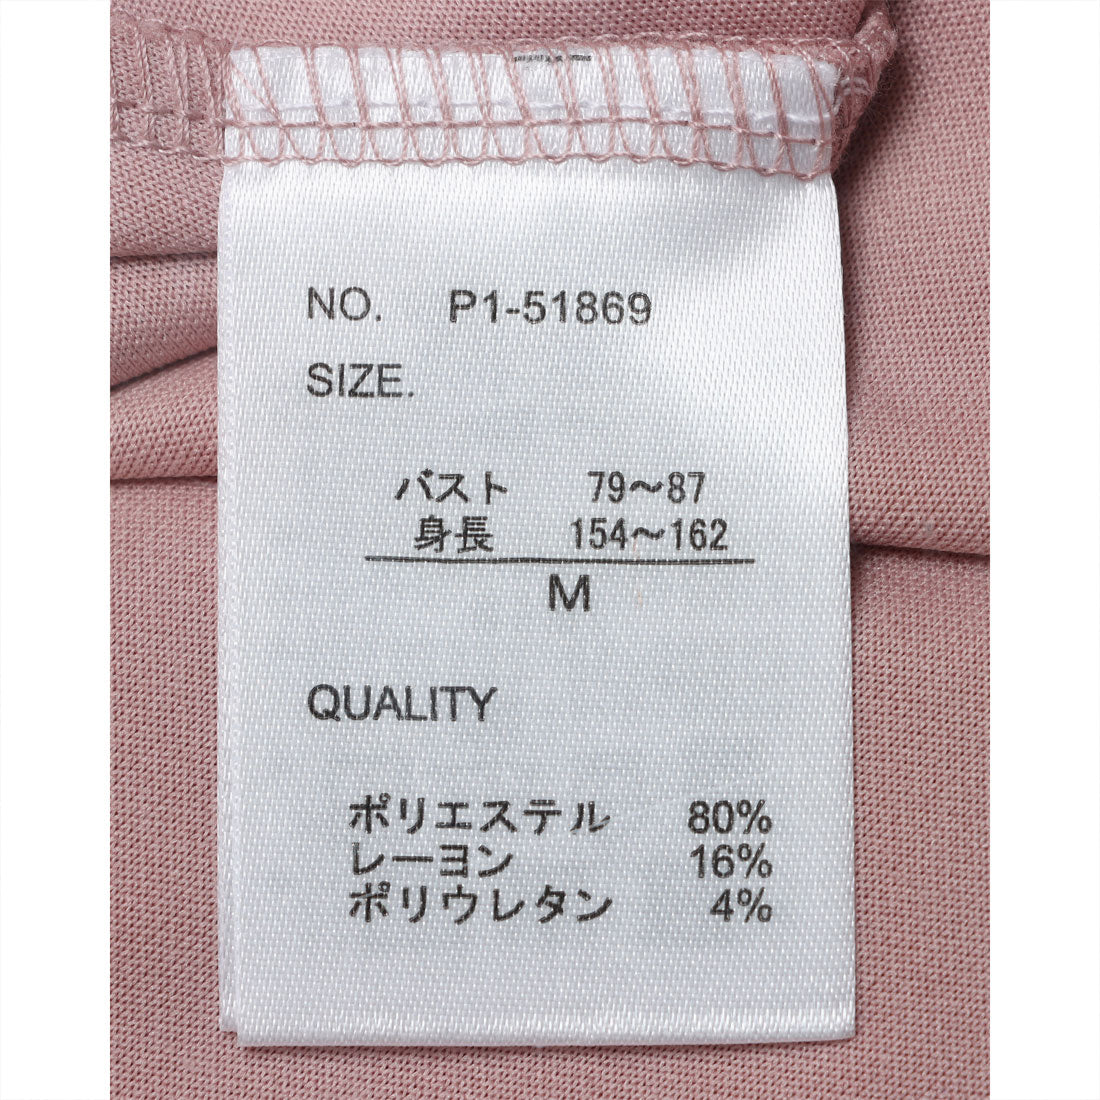 NO. P1-51869
SIZE.
バスト 79～87
身長 154～162
M
QUALITY
ポリエステル 80%
レーヨン 16%
ポリウレタン 4%